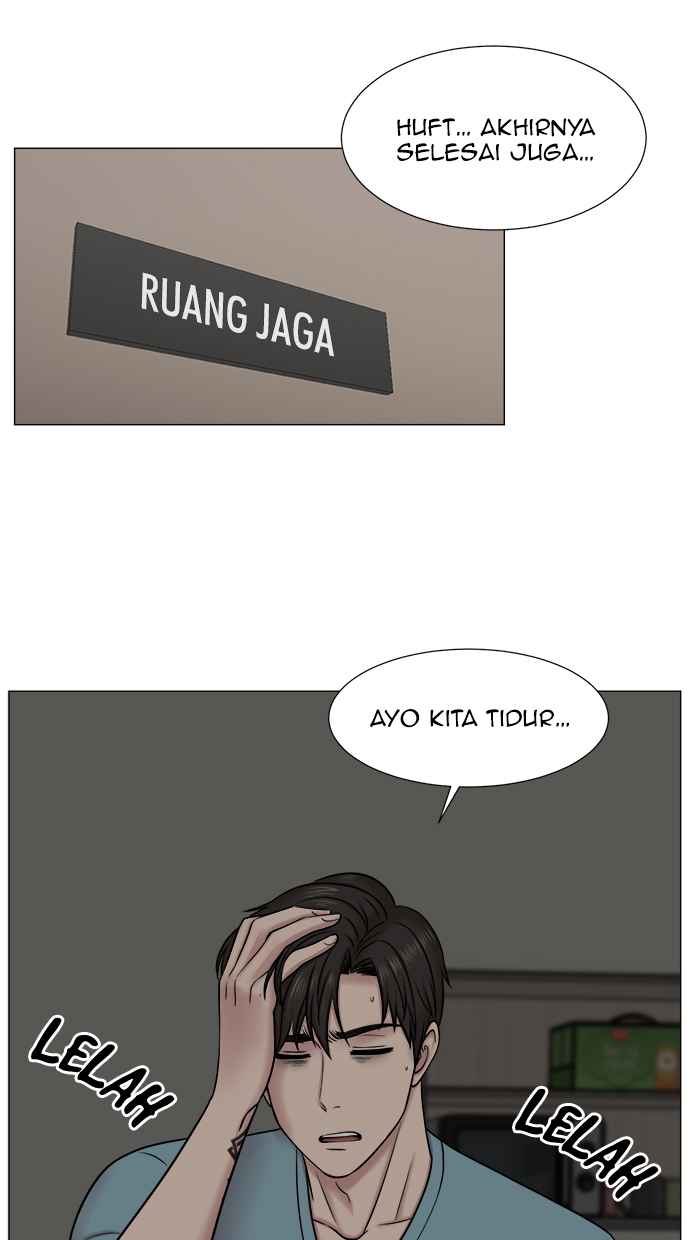 HUFT... AKHIRNYA
SELESAI JUGA...
RUANG JAGA
AYO KITA TIDUR...
LELAH
LELAH